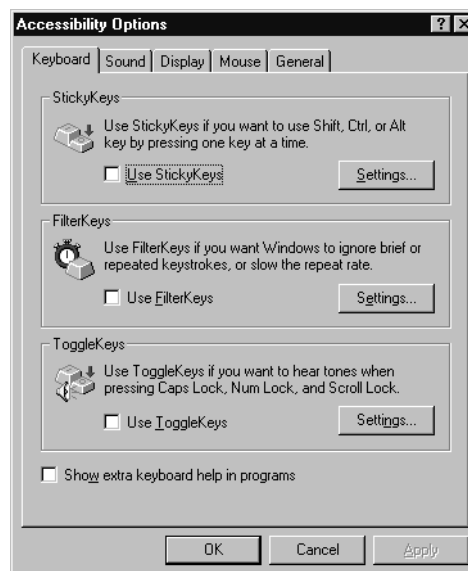 Accessibility Options
Keyboard Sound Display Mouse General
StickyKeys
Use StickyKeys if you want to use Shift, Ctrl, or Alt
key by pressing one key at a time.
Use StickyKeys Settings...
FilterKeys
Use FilterKeys if you want Windows to ignore brief or
repeated keystrokes, or slow the repeat rate.
Use FilterKeys Settings...
ToggleKeys
Use ToggleKeys if you want to hear tones when
pressing Caps Lock, Num Lock, and Scroll Lock.
Use ToggleKeys Settings...
Show extra keyboard help in programs
OK Cancel Apply